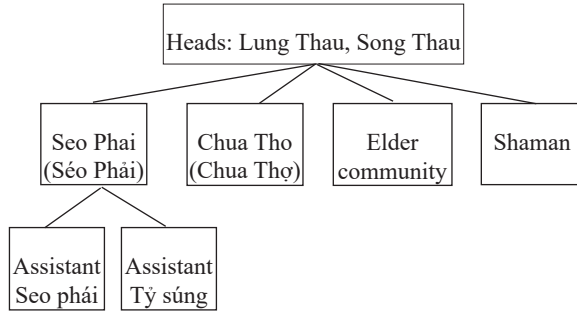 Heads: Lung Thau, Song Thau
Seo Phai
(Séo Phải)
Chua Tho
(Chua Thợ)
Elder
community
Shaman
Assistant
Seo phái
Assistant
Tỷ súng